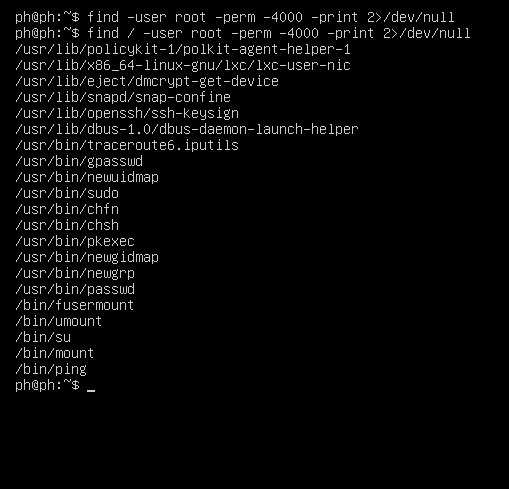 ph@ph:~$ find -user root -perm -4000 -print 2>/dev/null
ph@ph:~$ find / -user root -perm -4000 -print 2>/dev/null
/usr/lib/policykit-1/polkit-agent-helper-1
/usr/lib/x86_64-linux-gnu/lxc/lxc-user-nic
/usr/lib/eject/dmcrypt-get-device
/usr/lib/snapd/snap-confine
/usr/lib/openssh/ssh-keysign
/usr/lib/dbus-1.0/dbus-daemon-launch-helper
/usr/bin/traceroute6.iputils
/usr/bin/gpasswd
/usr/bin/newuidmap
/usr/bin/sudo
/usr/bin/chfn
/usr/bin/chsh
/usr/bin/pkexec
/usr/bin/newgidmap
/usr/bin/newgrp
/usr/bin/passwd
/bin/fusermount
/bin/umount
/bin/su
/bin/mount
/bin/ping
ph@ph:~$ _